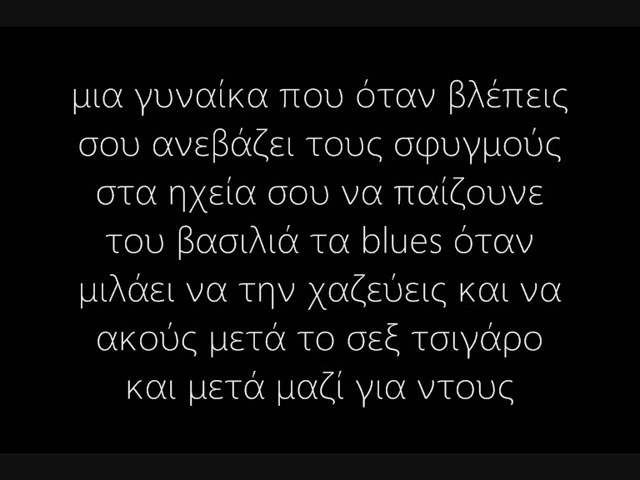 μια γυναίκα που όταν βλέπεις
σου ανεβάζει τους σφυγμούς
στα ηχεία σου να παίζουνε
του βασιλιά τα blues όταν
μιλάει να την χαζεύεις και να
ακούς μετά το σεξ τσιγάρο
και μετά μαζί για ντους